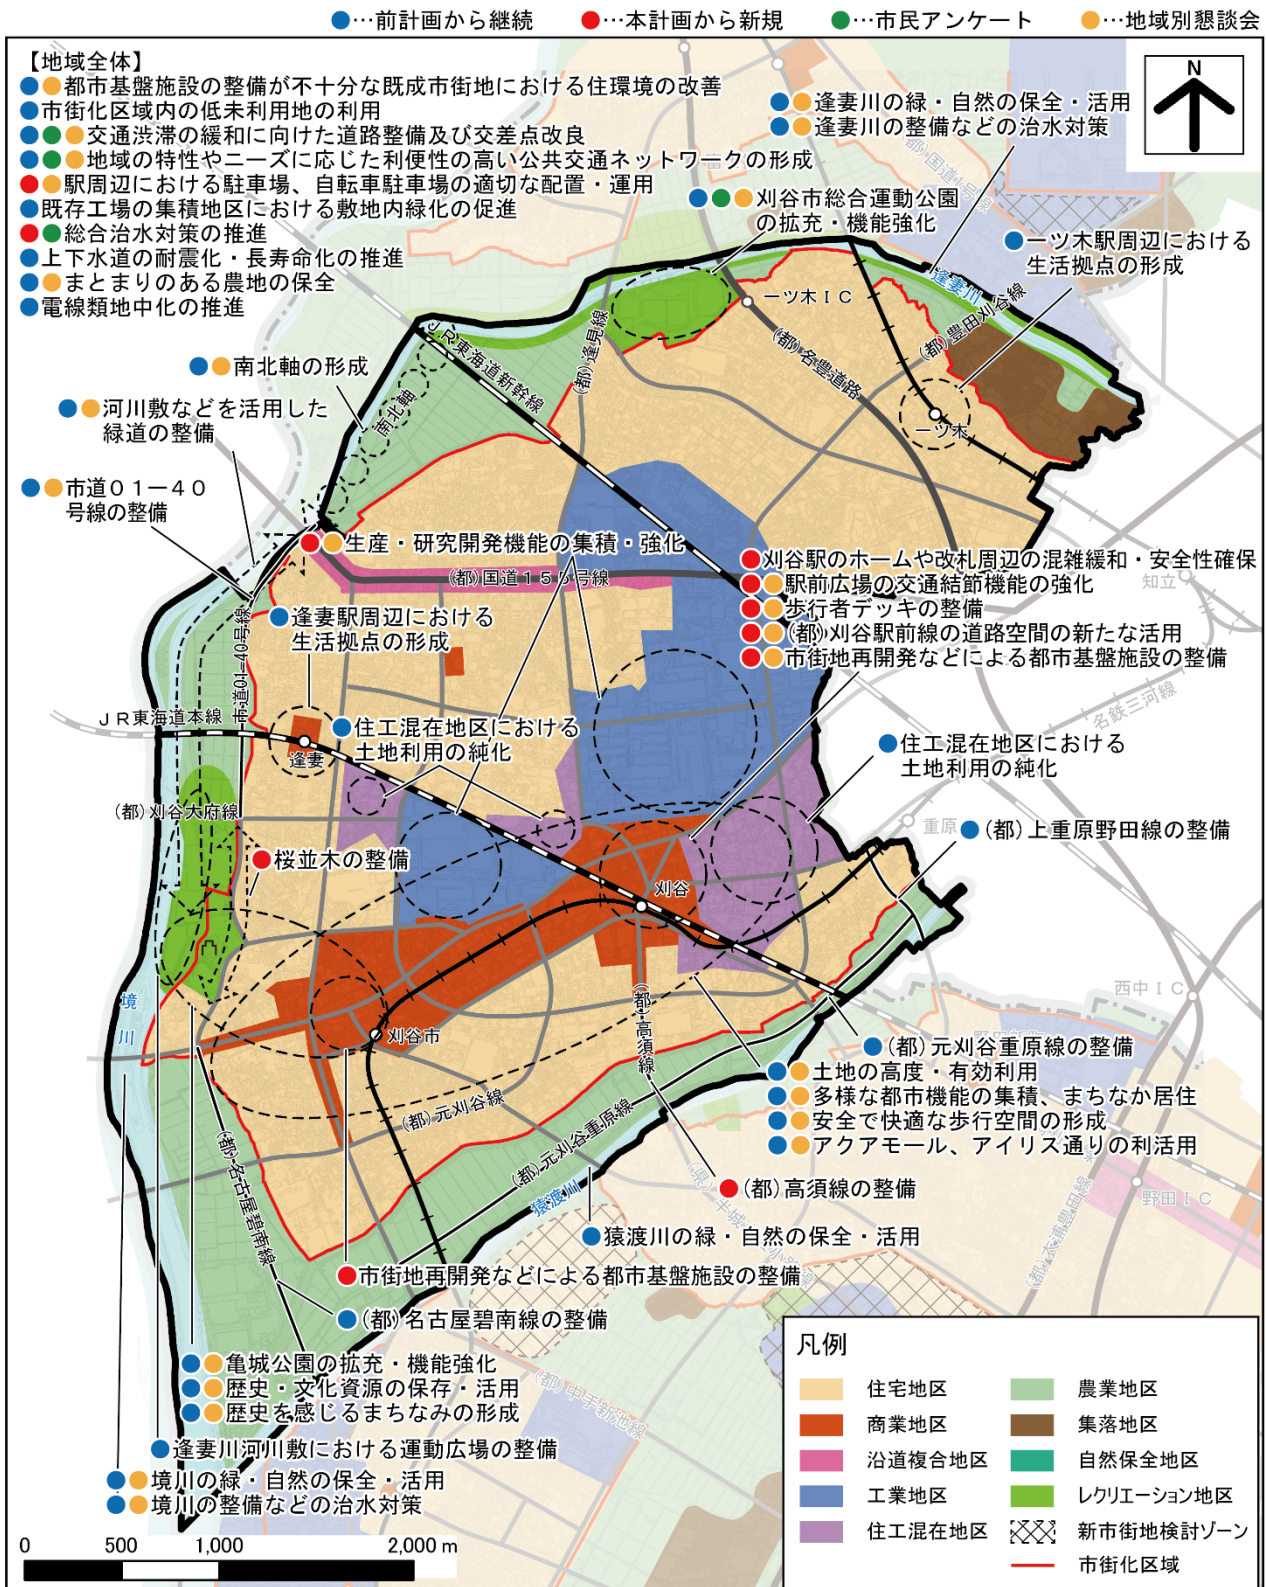 ●…前計画から継続 ●…本計画から新規 ●…市民アンケート ●…地域別懇談会
【地域全体】
●●都市基盤施設の整備が不十分な既成市街地における住環境の改善
●市街化区域内の低未利用地の利用
●●●交通渋滞の緩和に向けた道路整備及び交差点改良
●●●地域の特性やニーズに応じた利便性の高い公共交通ネットワークの形成
●●駅周辺における駐車場、自転車駐車場の適切な配置・運用
●既存工場の集積地区における敷地内緑化の促進
●●総合治水対策の推進
●上下水道の耐震化・長寿命化の推進
●●まとまりのある農地の保全
●電線類地中化の推進
●●逢妻川の緑・自然の保全・活用
●●逢妻川の整備などの治水対策
N
(都)国道1号線
●●●刈谷市総合運動公園
の拡充・機能強化
●一ツ木駅周辺における
生活拠点の形成
逢妻川
(都)豊田刈谷線
一ツ木IC
(都)名豊道路
(都)逢見線
JR東海道新幹線
一ツ木
南北軸
●●南北軸の形成
●●河川敷などを活用した
緑道の整備
●●市道01ー40
号線の整備
●●生産・研究開発機能の集積・強化
(都)国道155号線
●刈谷駅のホームや改札周辺の混雑緩和・安全性確保
●●駅前広場の交通結節機能の強化
●●歩行者デッキの整備
●●(都)刈谷駅前線の道路空間の新たな活用
●●市街地再開発などによる都市基盤施設の整備
知立
名鉄三河線
●逢妻駅周辺における
生活拠点の形成
市道01-40号線
JR東海道本線
逢妻
●住工混在地区における
土地利用の純化
●住工混在地区における
土地利用の純化
(都)刈谷大府線
重原
●(都)上重原野田線の整備
●桜並木の整備
刈谷
境川
西中IC
刈谷市
(都)高須線
●(都)元刈谷重原線の整備
●●土地の高度・有効利用
●●多様な都市機能の集積、まちなか居住
●●安全で快適な歩行空間の形成
●●アクアモール、アイリス通りの利活用
(都)元刈谷線
(都)元刈谷重原線
(都)名古屋碧南線
猿渡川
●(都)高須線の整備
野田IC
(都)衣浦豊田線
●猿渡川の緑・自然の保全・活用
●市街地再開発などによる都市基盤施設の整備
●(都)名古屋碧南線の整備
(都)中手新池線
●●亀城公園の拡充・機能強化
●●歴史・文化資源の保存・活用
●●歴史を感じるまちなみの形成
●逢妻川河川敷における運動広場の整備
●●境川の緑・自然の保全・活用
●●境川の整備などの治水対策
0 500 1,000 2,000 m
凡例
住宅地区
商業地区
沿道複合地区
工業地区
住工混在地区
農業地区
集落地区
自然保全地区
レクリエーション地区
新市街地検討ゾーン
市街化区域